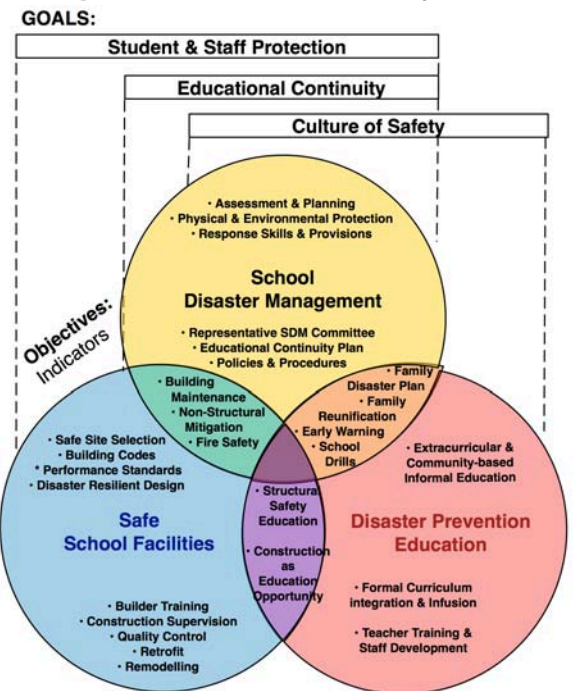 GOALS:
Student & Staff Protection
Educational Continuity
Culture of Safety
• Assessment & Planning
• Physical & Environmental Protection
• Response Skills & Provisions
School
Disaster Management
Objectives:
Indicators
• Representative SDM Committee
• Educational Continuity Plan
• Policies & Procedures
• Building
Maintenance
• Non-Structural
Mitigation
• Fire Safety
• Family
Disaster Plan
• Family
Reunification
• Early Warning
• School
Drills
• Safe Site Selection
• Building Codes
* Performance Standards
• Disaster Resilient Design
Safe
School Facilities
• Builder Training
• Construction Supervision
• Quality Control
• Retrofit
• Remodelling
• Structural
Safety
Education
• Construction
as
Education
Opportunity
• Extracurricular &
Community-based
Informal Education
Disaster Prevention
Education
• Formal Curriculum
integration & Infusion
• Teacher Training &
Staff Development